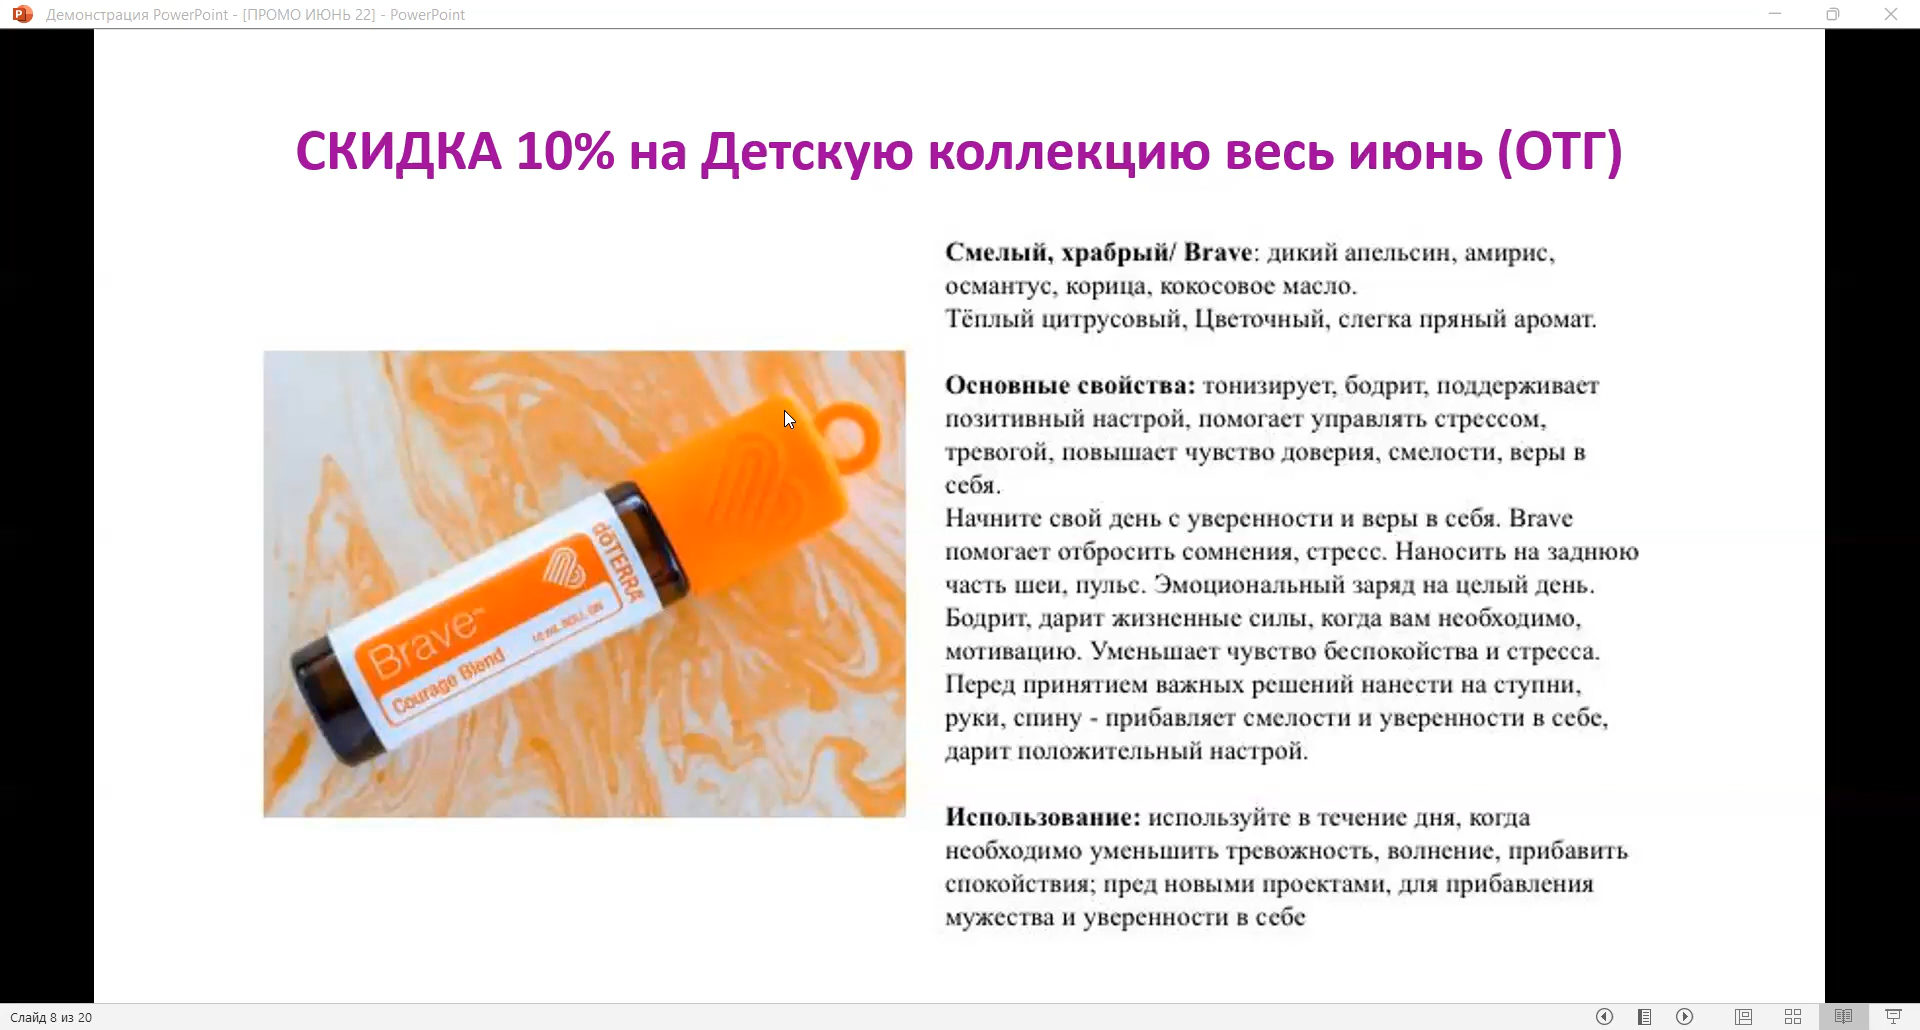 Демонстрация PowerPoint - [ПРОМО ИЮНЬ 22] - PowerPoint
СКИДКА 10% на Детскую коллекцию весь июнь (ОТГ)
Смелый, храбрый/ Brave: дикий апельсин, амирис,
османтус, корица, кокосовое масло.
Тёплый цитрусовый, Цветочный, слегка пряный аромат.
Основные свойства: тонизирует, бодрит, поддерживает
позитивный настрой, помогает управлять стрессом,
тревогой, повышает чувство доверия, смелости, веры в
себя.
Начните свой день с уверенности и веры в себя. Brave
помогает отбросить сомнения, стресс. Наносить на заднюю
часть шеи, пульс. Эмоциональный заряд на целый день.
Бодрит, дарит жизненные силы, когда вам необходимо,
мотивацию. Уменьшает чувство беспокойства и стресса.
Перед принятием важных решений нанести на ступни,
руки, спину - прибавляет смелости и уверенности в себе,
дарит положительный настрой.
Использование: используйте в течение дня, когда
необходимо уменьшить тревожность, волнение, прибавить
спокойствия; пред новыми проектами, для прибавления
мужества и уверенности в себе
dōTERRA
Brave™
10 mL ROLL ON
Courage Blend
Слайд 8 из 20